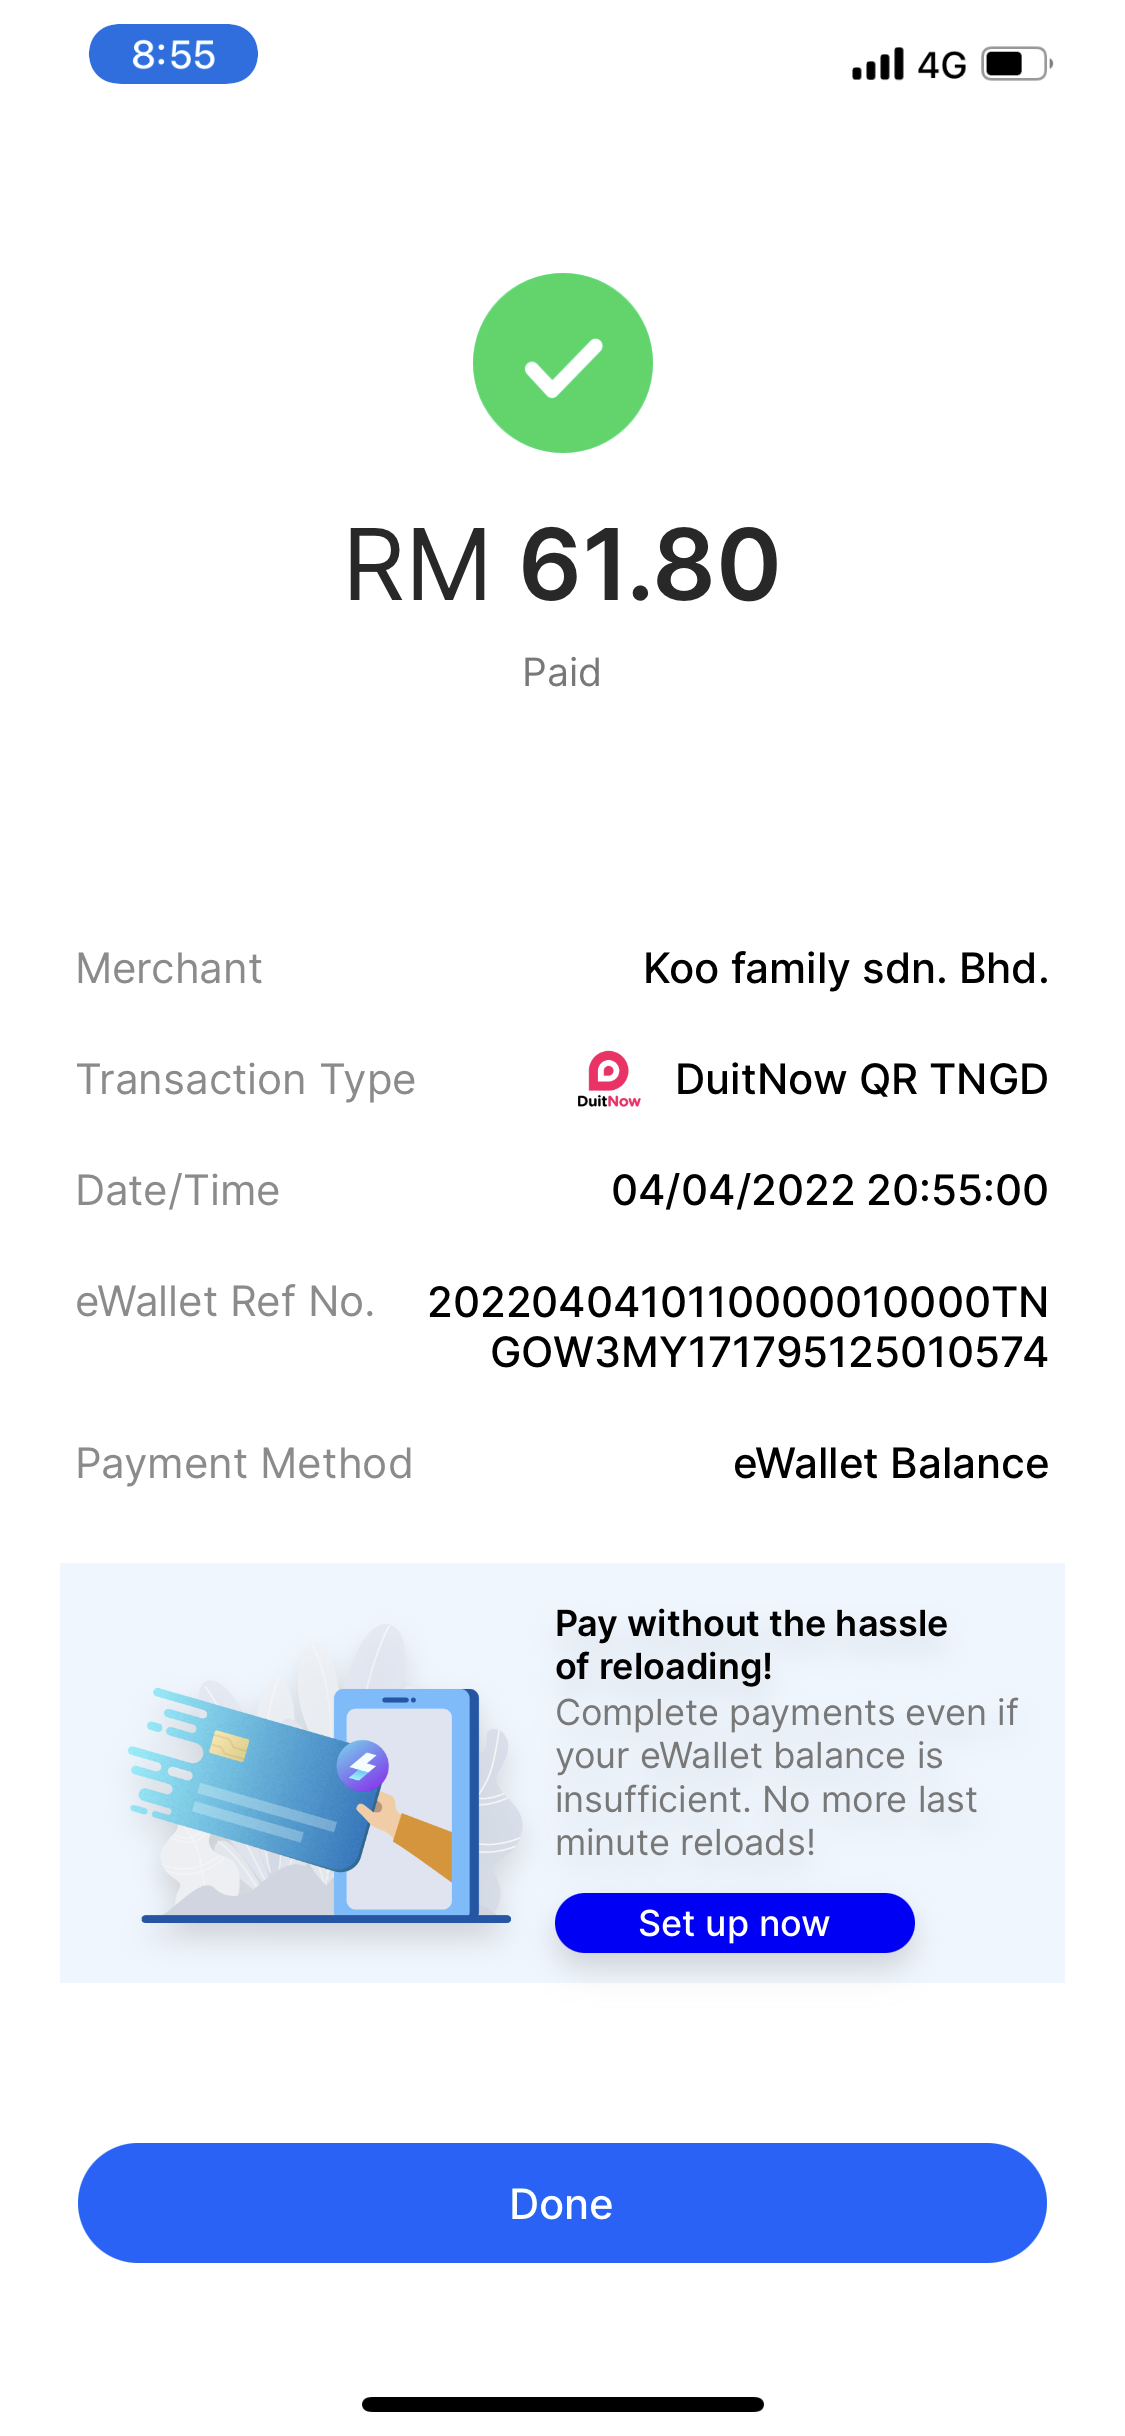 8:55
4G
RM 61.80
Paid
Merchant Koo family sdn. Bhd.
Transaction Type DuitNow DuitNow QR TNGD
Date/Time 04/04/2022 20:55:00
eWallet Ref No. 20220404101110000010000TN
GOW3MY171795125010574
Payment Method eWallet Balance
Pay without the hassle
of reloading!
Complete payments even if
your eWallet balance is
insufficient. No more last
minute reloads!
Set up now
Done